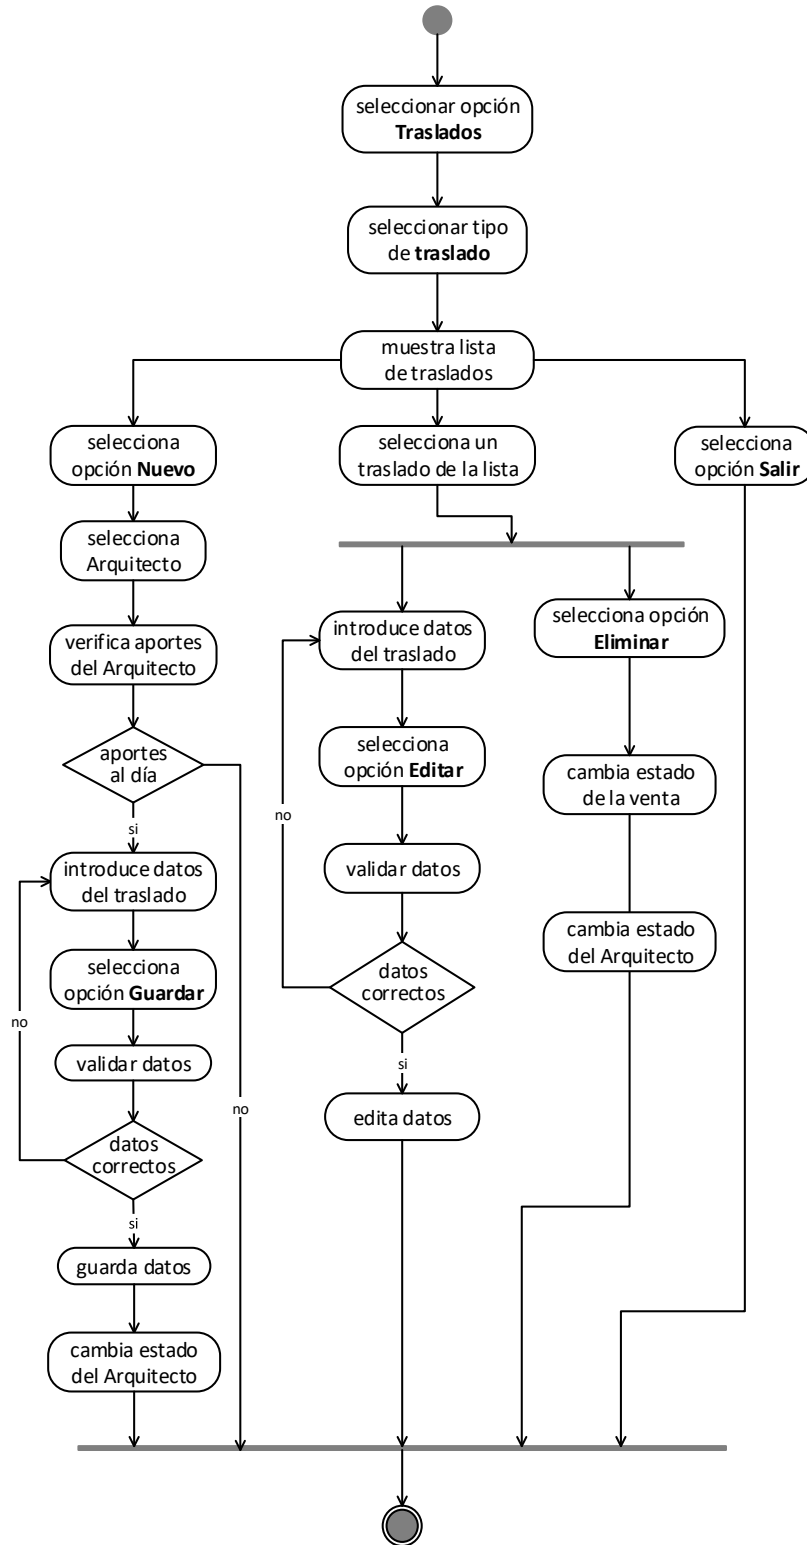 seleccionar opción
Traslados
seleccionar tipo
de traslado
muestra lista
de traslados
selecciona
opción Nuevo
selecciona
Arquitecto
verifica aportes
del Arquitecto
aportes
al día
si
no
introduce datos
del traslado
selecciona
opción Guardar
validar datos
datos
correctos
no
si
guarda datos
cambia estado
del Arquitecto
selecciona un
traslado de la lista
introduce datos
del traslado
selecciona
opción Editar
validar datos
datos
correctos
no
si
edita datos
selecciona opción
Eliminar
cambia estado
de la venta
cambia estado
del Arquitecto
selecciona
opción Salir